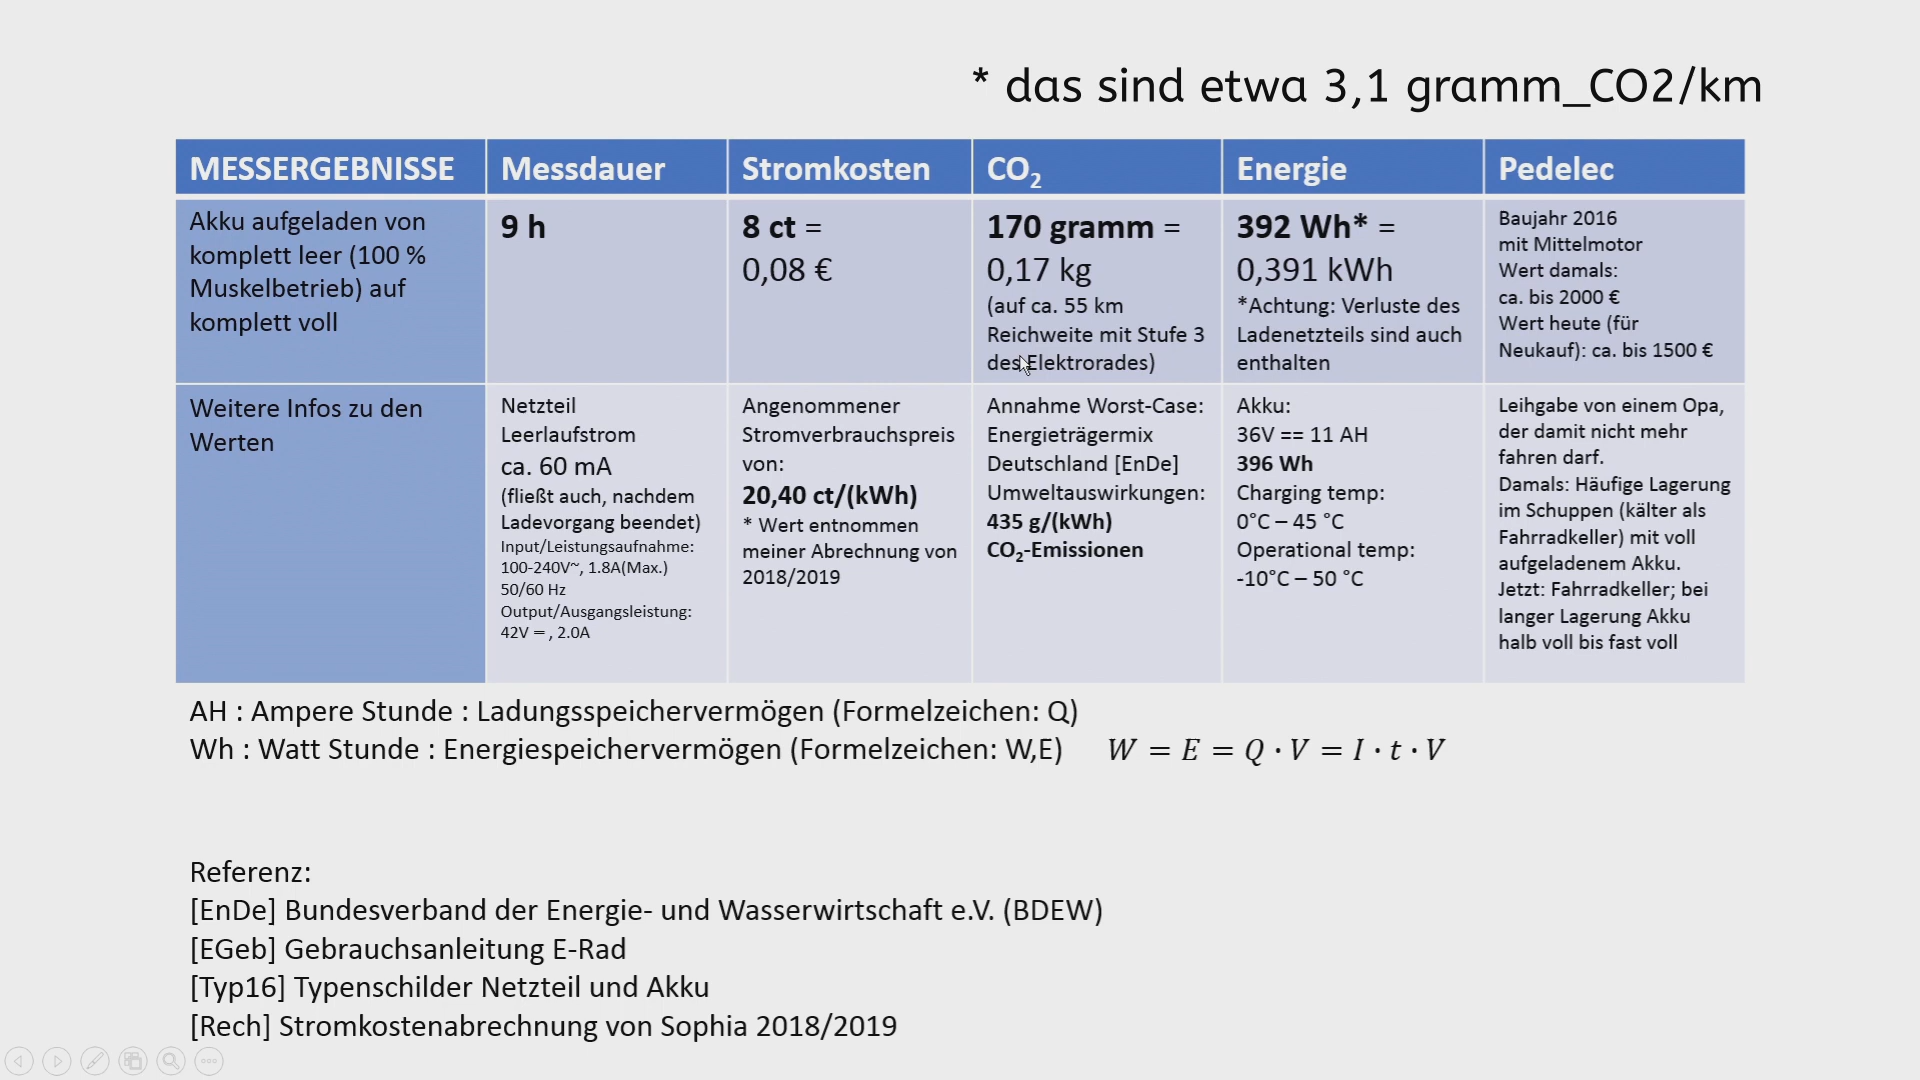 * das sind etwa 3,1 gramm_CO2/km
MESSERGEBNISSE
Messdauer
Stromkosten
CO2
Energie
Pedelec
Akku aufgeladen von
komplett leer (100 %
Muskelbetrieb) auf
komplett voll
9 h
8 ct =
0,08 €
170 gramm =
0,17 kg
(auf ca. 55 km
Reichweite mit Stufe 3
des Elektrorades)
392 Wh* =
0,391 kWh
*Achtung: Verluste des
Ladenetzteils sind auch
enthalten
Baujahr 2016
mit Mittelmotor
Wert damals:
ca. bis 2000 €
Wert heute (für
Neukauf): ca. bis 1500 €
Weitere Infos zu den
Werten
Netzteil
Leerlaufstrom
ca. 60 mA
(fließt auch, nachdem
Ladevorgang beendet)
Input/Leistungsaufnahme:
100-240V~, 1.8A(Max.)
50/60 Hz
Output/Ausgangsleistung:
42V = , 2.0A
Angenommener
Stromverbrauchspreis
von:
20,40 ct/(kWh)
* Wert entnommen
meiner Abrechnung von
2018/2019
Annahme Worst-Case:
Energieträgermix
Deutschland [EnDe]
Umweltauswirkungen:
435 g/(kWh)
CO2-Emissionen
Akku:
36V == 11 AH
396 Wh
Charging temp:
0°C – 45 °C
Operational temp:
-10°C – 50 °C
Leihgabe von einem Opa,
der damit nicht mehr
fahren darf.
Damals: Häufige Lagerung
im Schuppen (kälter als
Fahrradkeller) mit voll
aufgeladenem Akku.
Jetzt: Fahrradkeller; bei
langer Lagerung Akku
halb voll bis fast voll
AH : Ampere Stunde : Ladungsspeichervermögen (Formelzeichen: Q)
Wh : Watt Stunde : Energiespeichervermögen (Formelzeichen: W,E) W = E = Q · V = I · t · V
Referenz:
[EnDe] Bundesverband der Energie- und Wasserwirtschaft e.V. (BDEW)
[EGeb] Gebrauchsanleitung E-Rad
[Typ16] Typenschilder Netzteil und Akku
[Rech] Stromkostenabrechnung von Sophia 2018/2019